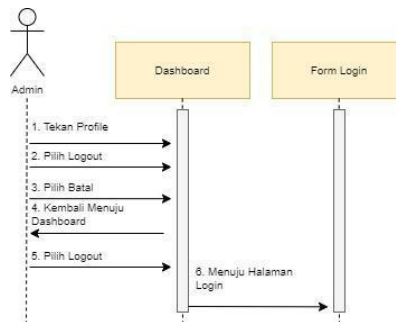 Dashboard
Form Login
Admin
1. Tekan Profile
2. Pilih Logout
3. Pilih Batal
4. Kembali Menuju
Dashboard
5. Pilih Logout
6. Menuju Halaman
Login